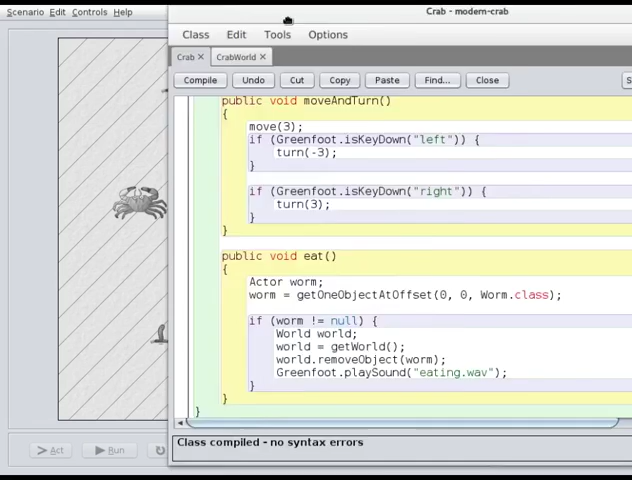 Scenario Edit Controls Help
Crab - modern-crab
Class Edit Tools Options
Crab ✕ CrabWorld ✕
Compile Undo Cut Copy Paste Find... Close
public void moveAndTurn()
{
move(3);
if (Greenfoot.isKeyDown("left")) {
turn(-3);
}
if (Greenfoot.isKeyDown("right")) {
turn(3);
}
}
public void eat()
{
Actor worm;
worm = getOneObjectAtOffset(0, 0, Worm.class);
if (worm != null) {
World world;
world = getWorld();
world.removeObject(worm);
Greenfoot.playSound("eating.wav");
}
}
}
Class compiled - no syntax errors
> Act Run